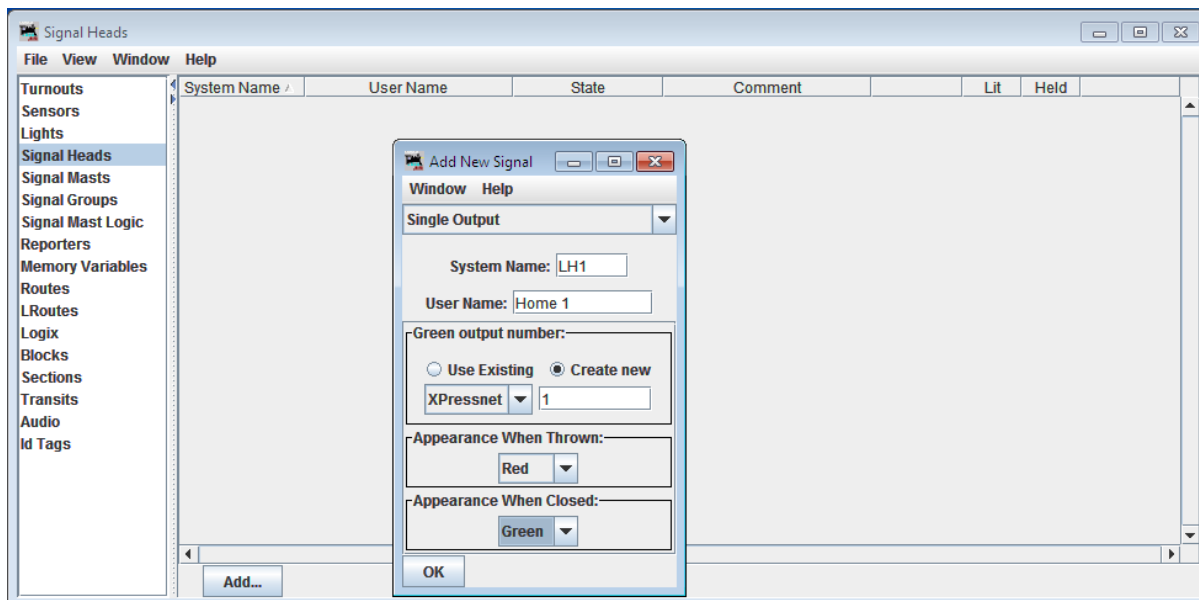 Signal Heads
File View Window Help
Turnouts
Sensors
Lights
Signal Heads
Signal Masts
Signal Groups
Signal Mast Logic
Reporters
Memory Variables
Routes
LRoutes
Logix
Blocks
Sections
Transits
Audio
Id Tags
System Name User Name State Comment Lit Held
Add New Signal
Window Help
Single Output
System Name: LH1
User Name: Home 1
Green output number:
Use Existing Create new
XPressnet 1
Appearance When Thrown:
Red
Appearance When Closed:
Green
OK
Add...